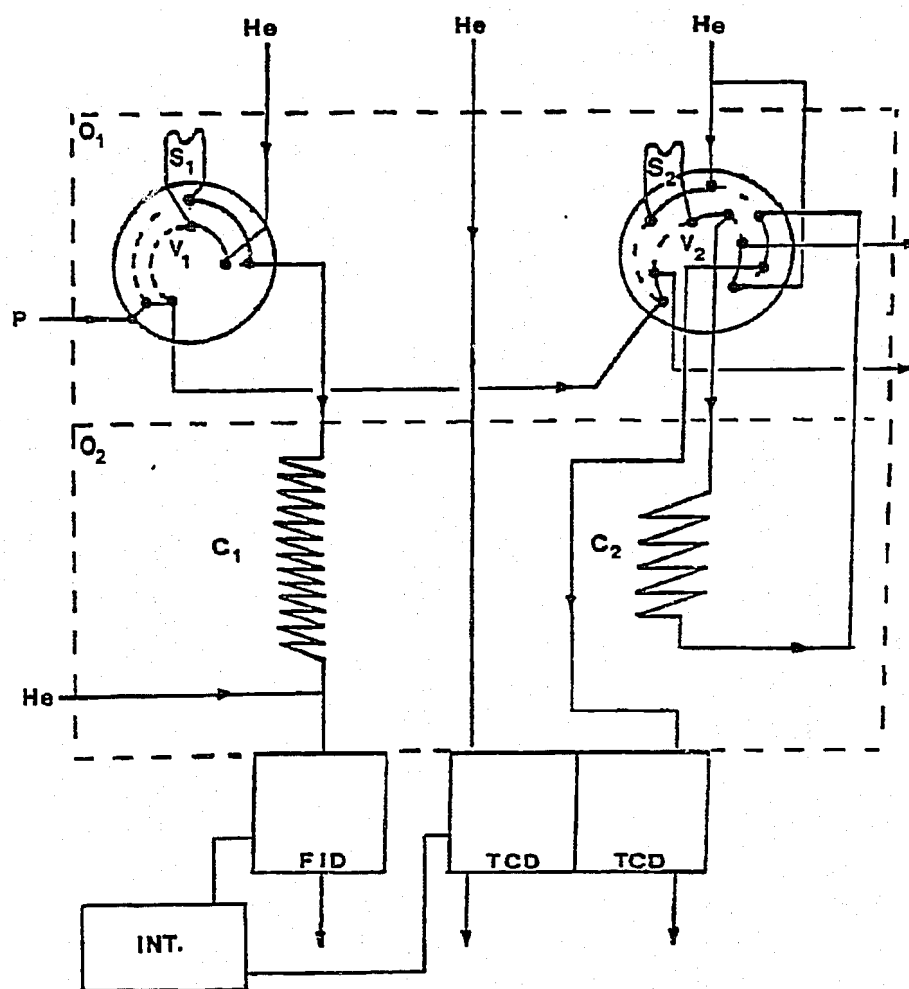 He
He
He
O₁
S₁
S₂
V₁
V₂
P
O₂
C₁
C₂
He
FID
TCD
TCD
INT.